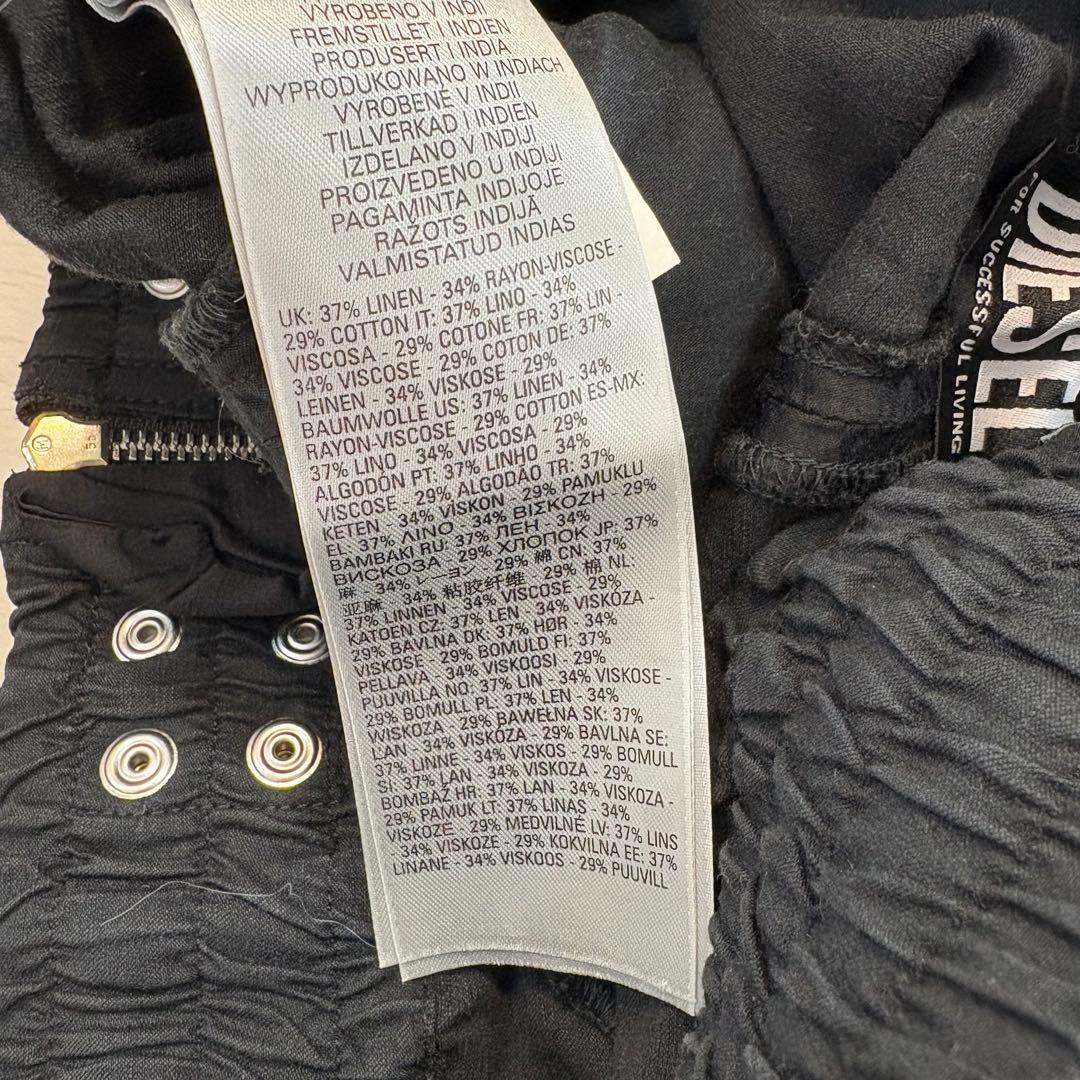 VYROBENO V INDII
FREMSTILLET I INDIEN
PRODUSERT I INDIA
WYPRODUKOWANO W INDIACH
VYROBENE V INDII
TILLVERKAD I INDIEN
IZDELANO V INDIJI
PROIZVEDENO U INDIJI
PAGAMINTA INDIJOJE
RAZOTS INDIJĀ
VALMISTATUD INDIAS
UK: 37% LINEN - 34% RAYON-VISCOSE -
29% COTTON IT: 37% LINO - 34%
VISCOSA - 29% COTONE FR: 37% LIN -
34% VISCOSE - 29% COTON DE: 37%
LEINEN - 34% VISKOSE - 29%
BAUMWOLLE US: 37% LINEN - 34%
RAYON-VISCOSE - 29% COTTON ES-MX:
37% LINO - 34% VISCOSA - 29%
ALGODÓN PT: 37% LINHO - 34%
VISCOSE - 29% ALGODÃO TR: 37%
KETEN - 34% VISKON - 29% PAMUKLU
EL: 37% ΛΙΝΟ - 34% ΒΙΣΚΟΖΗ - 29%
BAMBAKI RU: 37% ЛЕН - 34%
ВИСКОЗА - 29% ХЛОПОК JP: 37%
麻 - 34% レーヨン - 29% 綿 CN: 37%
亚麻 - 34% 粘胶纤维 - 29% 棉 NL:
37% LINNEN - 34% VISCOSE - 29%
KATOEN CZ: 37% LEN - 34% VISKÓZA -
29% BAVLNA DK: 37% HØR - 34%
VISKOSE - 29% BOMULD FI: 37%
PELLAVA - 34% VISKOOSI - 29%
PUUVILLA NO: 37% LIN - 34% VISKOSE -
29% BOMULL PL: 37% LEN - 34%
WISKOZA - 29% BAWEŁNA SK: 37%
ĽAN - 34% VISKÓZA - 29% BAVLNA SE:
37% LINNE - 34% VISKOS - 29% BOMULL
SI: 37% LAN - 34% VISKOZA - 29%
BOMBAŽ HR: 37% LAN - 34% VISKOZA -
29% PAMUK LT: 37% LINAS - 34%
VISKOZE - 29% MEDVILNĖ LV: 37% LINS
- 34% VISKOZE - 29% KOKVILNA EE: 37%
LINANE - 34% VISKOOS - 29% PUUVILL
DIESEL
FOR SUCCESSFUL LIVING